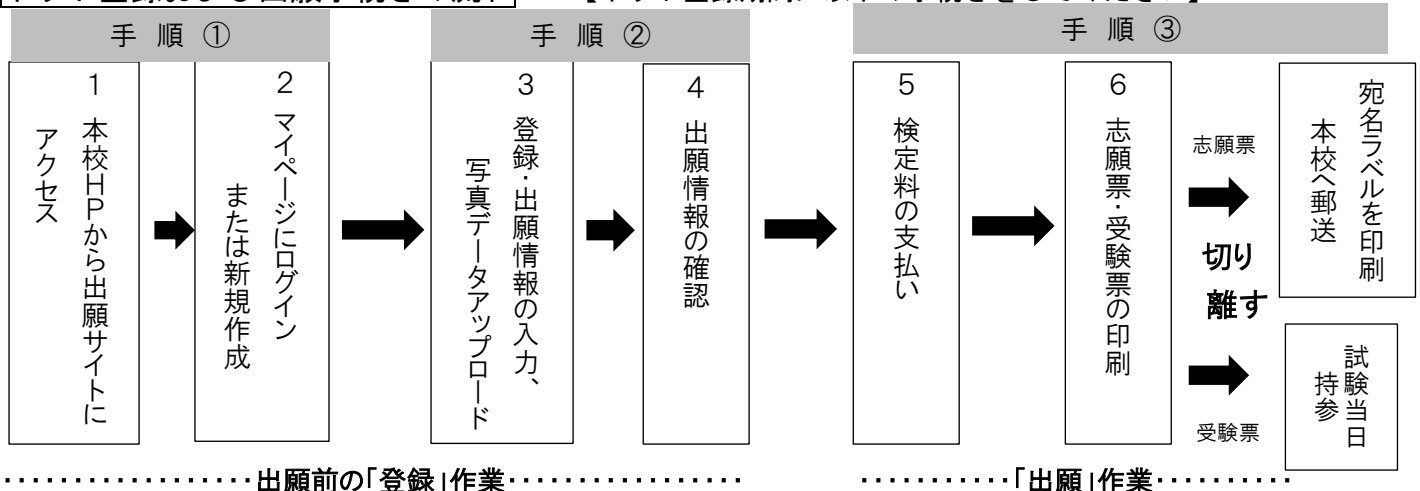 手 順 ①
手 順 ②
手 順 ③
1 本校HPから出願サイトに
アクセス
2 マイページにログイン
または新規作成
3 登録・出願情報の入力、
写真データアップロード
4 出願情報の確認
5 検定料の支払い
6 志願票・受験票の印刷
志願票
切り
離す
受験票
宛名ラベルを印刷
本校へ郵送
試験当日
持参
・・・・・・・・・・・・・・・・・・出願前の「登録」作業・・・・・・・・・・・・・・・・・
・・・・・・・・・・・「出願」作業・・・・・・・・・・